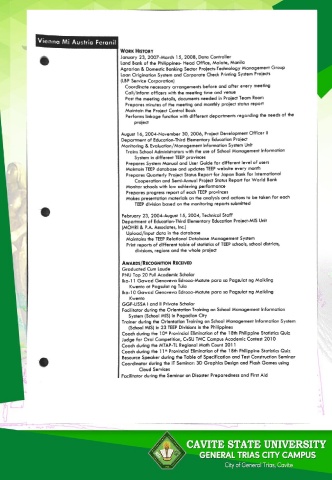 Vienna Mi Austria Feranil
WORK HISTORY
January 23, 2007-March 15, 2008, Data Controller
Land Bank of the Philippines- Head Office, Malate, Manila
Agrarian & Domestic Banking Sector Projects-Technology Management Group
Loan Origination System and Corporate Check Printing System Projects
(LBP Service Corporation)
Coordinate necessary arrangements before and after every meeting
Call/inform officers with the meeting time and venue
Post the meeting details, documents needed in Project Team Room
Prepares minutes of the meeting and monthly project status report
Maintain the Project Control Book
Performs linkage function with different departments regarding the needs of the
project
August 16, 2004-November 30, 2006, Project Development Officer II
Department of Education-Third Elementary Education Project
Monitoring & Evaluation/Management Information System Unit
Trains School Administrators with the use of School Management Information
System in different TEEP provinces
Prepares System Manual and User Guide for different level of users
Maintain TEEP database and updates TEEP website every month
Prepares Quarterly Project Status Report for Japan Bank for International
Cooperation and Semi-Annual Project Status Report for World Bank
Monitor schools with low achieving performance
Prepares progress report of each TEEP provinces
Makes presentation materials on the analysis and actions to be taken for each
TEEP division based on the monitoring reports submitted
February 23, 2004-August 15, 2004, Technical Staff
Department of Education-Third Elementary Education Project-MIS Unit
(MOHRI & P.A. Associates, Inc.)
Upload/input data in the database
Maintains the TEEP Relational Database Management System
Print reports of different table of statistics of TEEP schools, school districts,
divisions, regions and the whole project
AWARDS/RECOGNITION RECEIVED
Graduated Cum Laude
PNU Top 20 Full Academic Scholar
Ika-11 Gawad Genoveva Edroza-Matute para sa Pagsulat ng Maikling
Kwento at Pagsulat ng Tula
Ika-10 Gawad Genoveva Edroza-Matute para sa Pagsulat ng Maikling
Kwento
GGF-USSA I and II Private Scholar
Facilitator during the Orientation Training on School Management Information
System (School MIS) in Pagadian City
Trainer during the Orientation Training on School Management Information System
(School MIS) in 23 TEEP Divisions in the Philippines
Coach during the 10th Provincial Elimination of the 18th Philippine Statistics Quiz
Judge for Oral Competition, CvSU TMC Campus Academic Contest 2010
Coach during the MTAP-TL Regional Math Count 2011
Coach during the 11th Provincial Elimination of the 18th Philippine Statistics Quiz
Resource Speaker during the Table of Specification and Test Construction Seminar
Coordinator during the IT Seminar: 3D Graphics Design and Flash Games using
Cloud Services
Facilitator during the Seminar on Disaster Preparedness and First Aid
CAVITE STATE UNIVERSITY
GENERAL TRIAS CITY CAMPUS
City of General Trias, Cavite